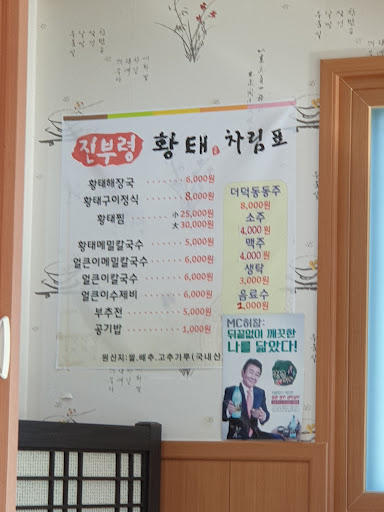 진부령 황태 차림표
황태해장국 6,000원
황태구이정식 8,000원
황태찜 小 25,000원
大 30,000원
황태메밀칼국수 5,000원
얼큰이메밀칼국수 6,000원
얼큰이칼국수 6,000원
얼큰이수제비 6,000원
부추전 5,000원
공기밥 1,000원
더덕동동주
8,000원
소주
4,000원
맥주
4,000원
생탁
3,000원
음료수
1,000원
원산지:쌀.배추.고추가루(국내산
MC허참:
뒤끝없이 깨끗한
나를 닮았다!